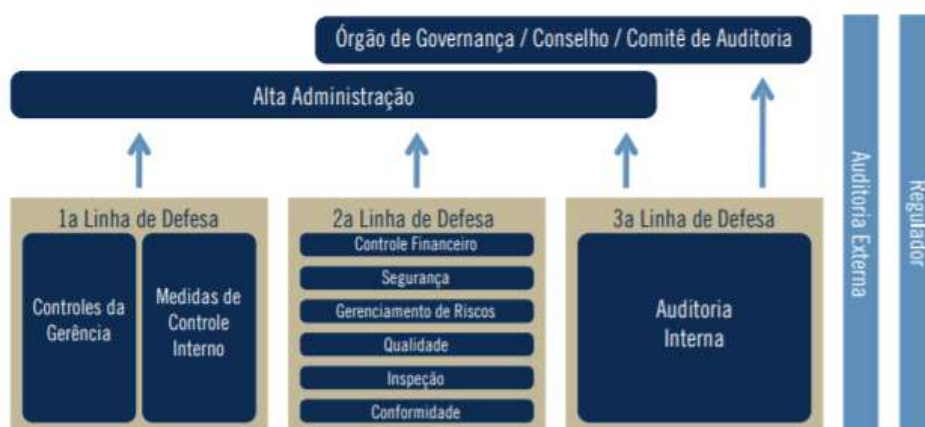 Órgão de Governança / Conselho / Comitê de Auditoria
Alta Administração
1a Linha de Defesa
Controles da
Gerência
Medidas de
Controle
Interno
2a Linha de Defesa
Controle Financeiro
Segurança
Gerenciamento de Riscos
Qualidade
Inspeção
Conformidade
3a Linha de Defesa
Auditoria
Interna
Auditoria Externa
Regulador